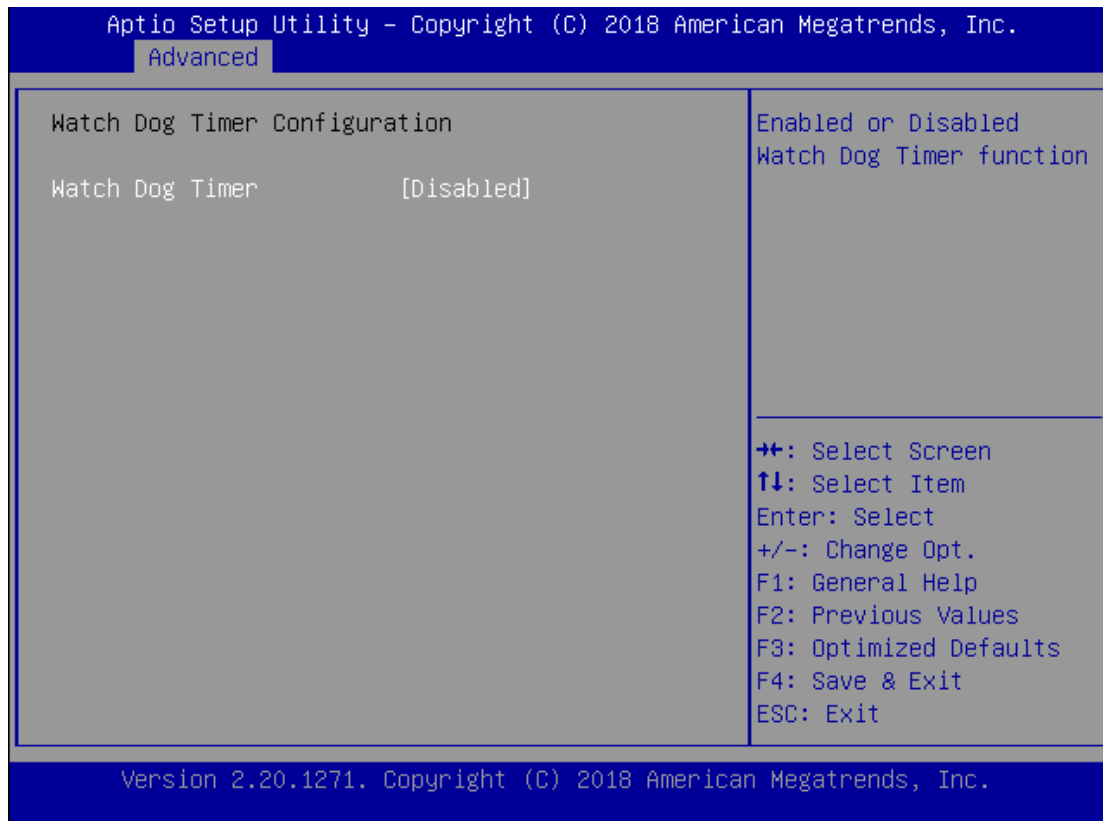 Aptio Setup Utility – Copyright (C) 2018 American Megatrends, Inc.
Advanced
Watch Dog Timer Configuration
Watch Dog Timer [Disabled]
Enabled or Disabled
Watch Dog Timer function
→←: Select Screen
↑↓: Select Item
Enter: Select
+/-: Change Opt.
F1: General Help
F2: Previous Values
F3: Optimized Defaults
F4: Save & Exit
ESC: Exit
Version 2.20.1271. Copyright (C) 2018 American Megatrends, Inc.